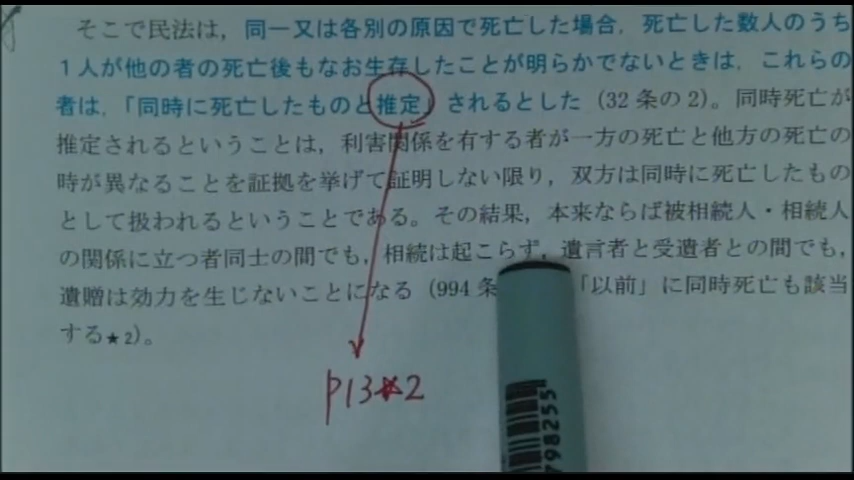 そこで民法は，同一又は各別の原因で死亡した場合，死亡した数人のうち
1人が他の者の死亡後もなお生存したことが明らかでないときは，これらの
者は，「同時に死亡したものと推定」されるとした（32条の2）。同時死亡が
推定されるということは，利害関係を有する者が一方の死亡と他方の死亡の
時が異なることを証拠を挙げて証明しない限り，双方は同時に死亡したもの
として扱われるということである。その結果，本来ならば被相続人・相続人
の関係に立つ者同士の間でも，相続は起こらず，遺言者と受遺者との間でも，
遺贈は効力を生じないことになる（994条 「以前」に同時死亡も該当
する★2）。
P13★2
798255